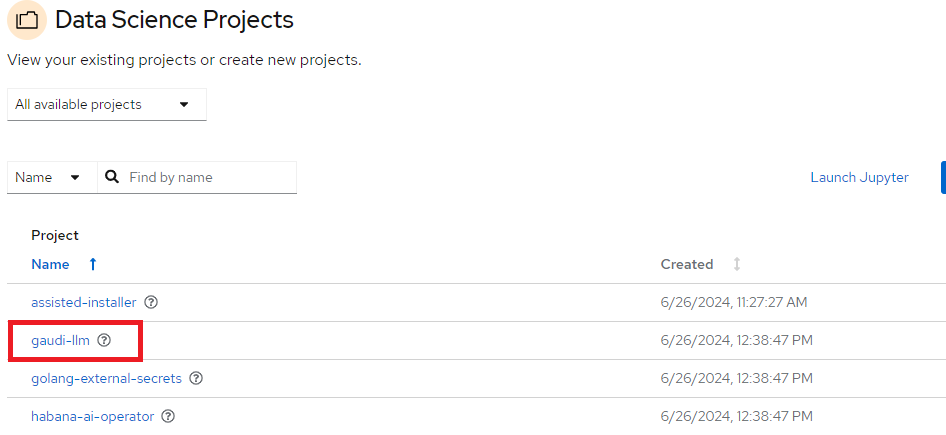 Data Science Projects
View your existing projects or create new projects.
All available projects
Name Find by name Launch Jupyter
Project
Name Created
assisted-installer 6/26/2024, 11:27:27 AM
gaudi-llm 6/26/2024, 12:38:47 PM
golang-external-secrets 6/26/2024, 12:38:47 PM
habana-ai-operator 6/26/2024, 12:38:47 PM